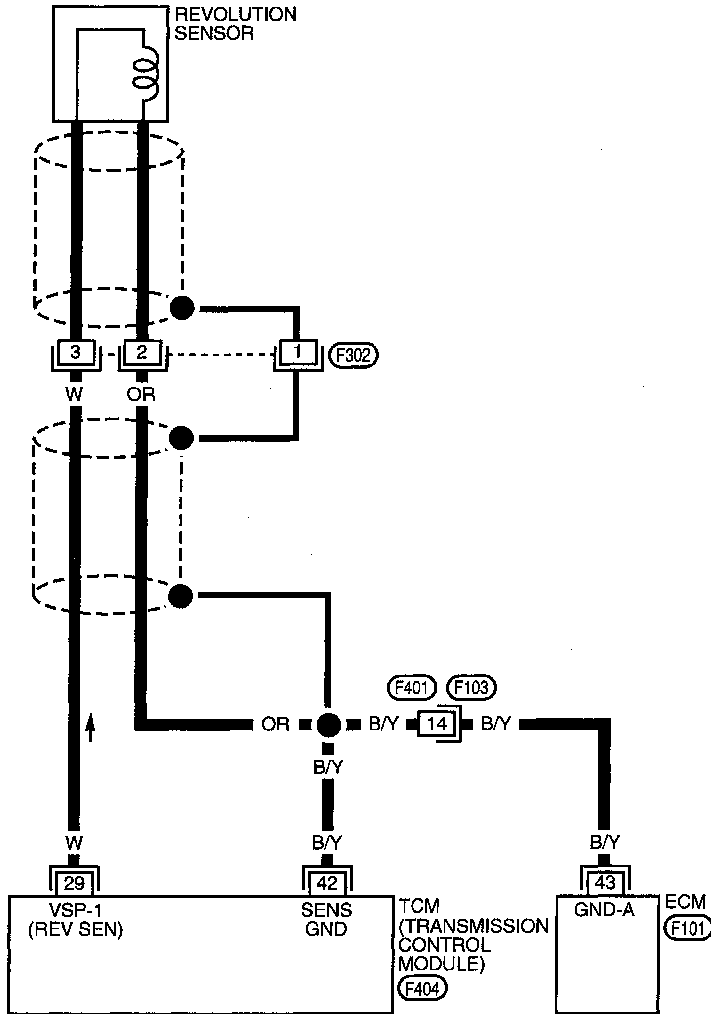 REVOLUTION
SENSOR
3
2
1
F302
W
OR
F401
F103
OR
B/Y
14
B/Y
B/Y
W
B/Y
B/Y
29
42
43
VSP-1
(REV SEN)
SENS
GND
TCM
(TRANSMISSION
CONTROL
MODULE)
F404
GND-A
ECM
F101